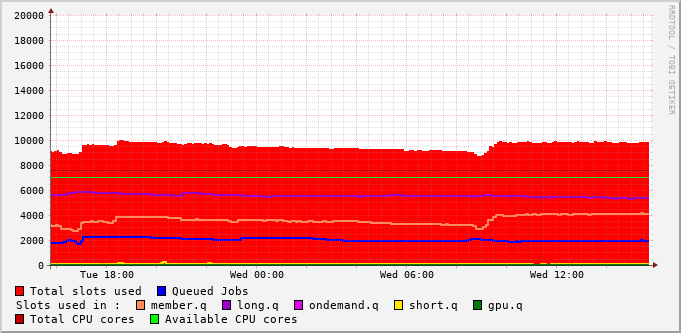 RRDTOOL / TOBI OETIKER
20000
18000
16000
14000
12000
10000
8000
6000
4000
2000
0
Tue 18:00 Wed 00:00 Wed 06:00 Wed 12:00
Total slots used Queued Jobs
Slots used in : member.q long.q ondemand.q short.q gpu.q
Total CPU cores Available CPU cores